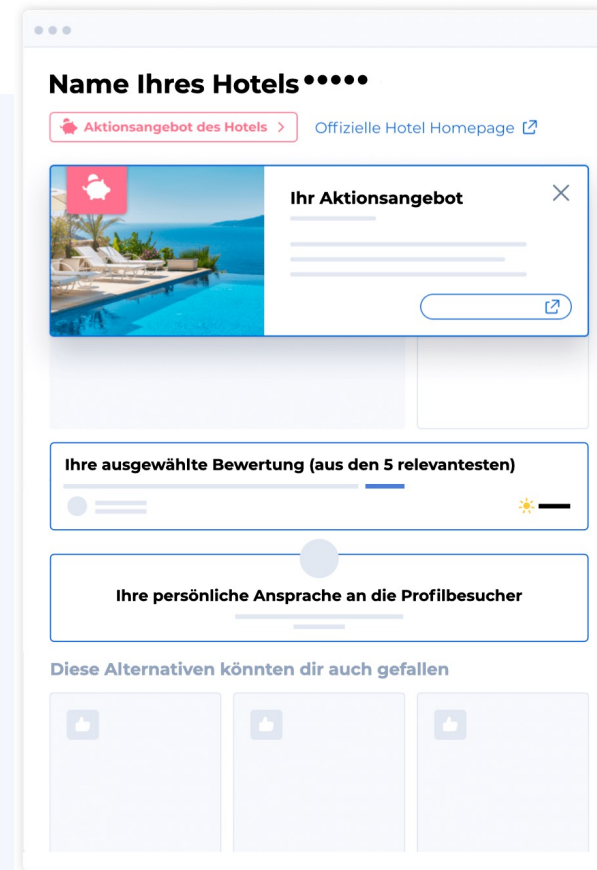 Name Ihres Hotels
Aktionsangebot des Hotels
Offizielle Hotel Homepage
Ihr Aktionsangebot
Ihre ausgewählte Bewertung (aus den 5 relevantesten)
Ihre persönliche Ansprache an die Profilbesucher
Diese Alternativen könnten dir auch gefallen